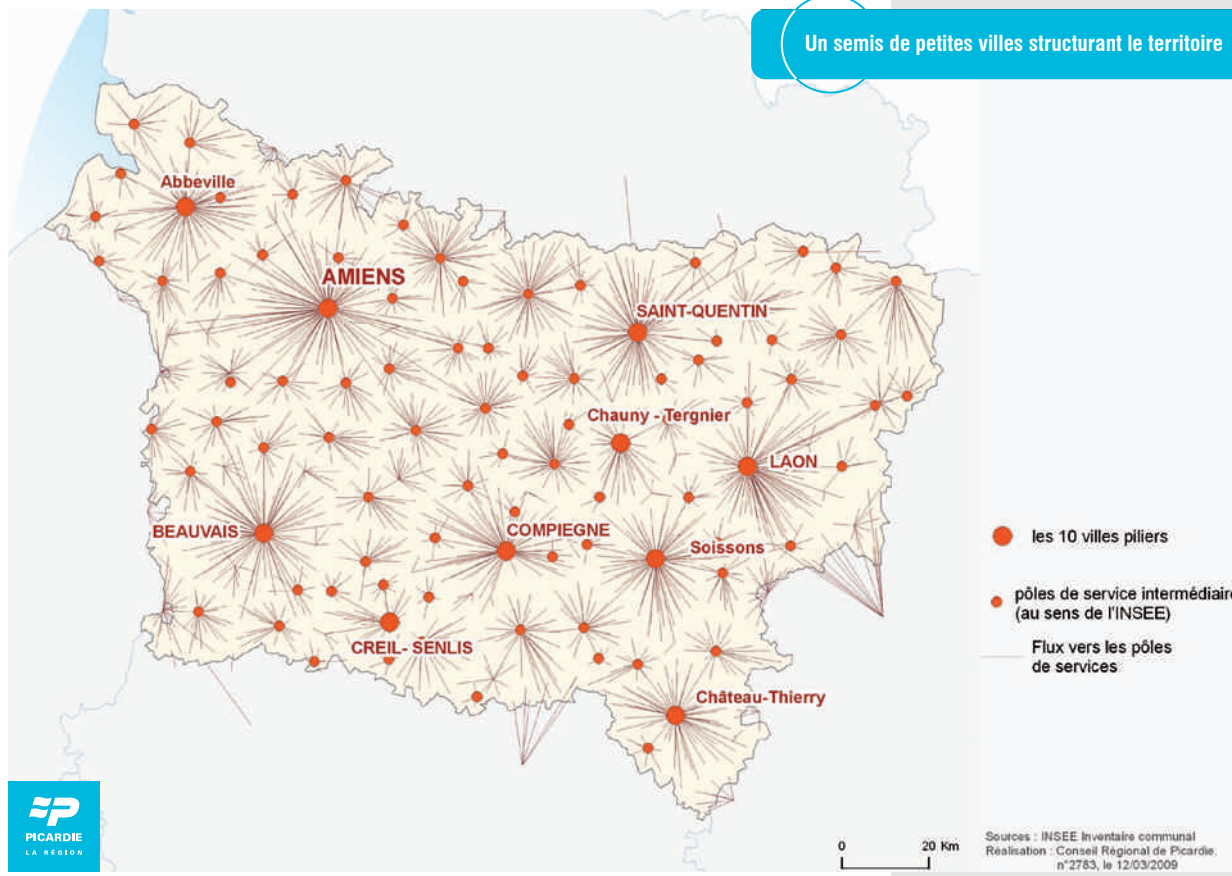 Un semis de petites villes structurant le territoire
Abbeville
AMIENS
SAINT-QUENTIN
Chauny - Tergnier
LAON
BEAUVAIS
COMPIEGNE
Soissons
CREIL- SENLIS
Château-Thierry
les 10 villes piliers
pôles de service intermédiaire
(au sens de l'INSEE)
Flux vers les pôles
de services
PICARDIE
LA RÉGION
0 20 Km
Sources : INSEE Inventaire communal
Réalisation : Conseil Régional de Picardie,
n°2783, le 12/03/2009